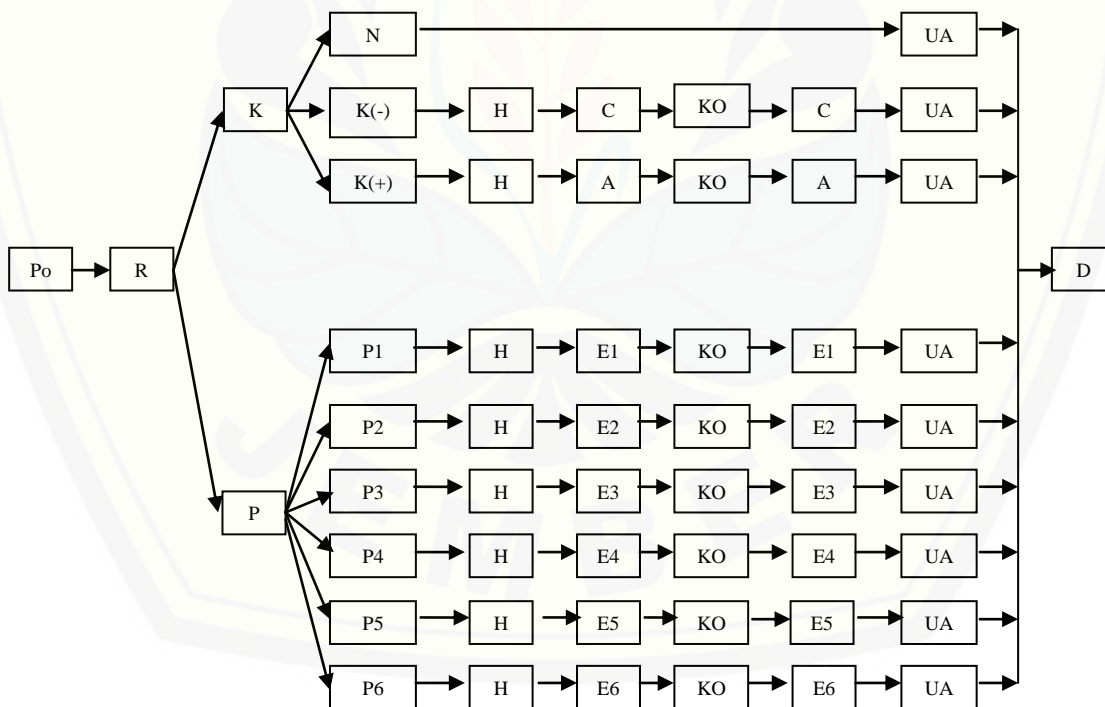 N UA
K K(-) H C KO C UA
K(+) H A KO A UA
Po R D
P1 H E1 KO E1 UA
P2 H E2 KO E2 UA
P3 H E3 KO E3 UA
P P4 H E4 KO E4 UA
P5 H E5 KO E5 UA
P6 H E6 KO E6 UA
JEMBER